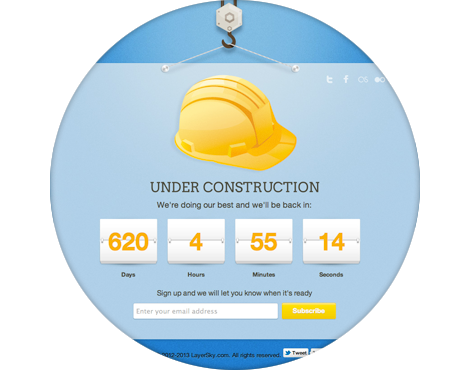 UNDER CONSTRUCTION
We're doing our best and we'll be back in:
620 4 55 14
Days Hours Minutes Seconds
Sign up and we will let you know when it's ready
Enter your email address Subscribe
2012-2013 LayerSky.com. All rights reserved. Tweet